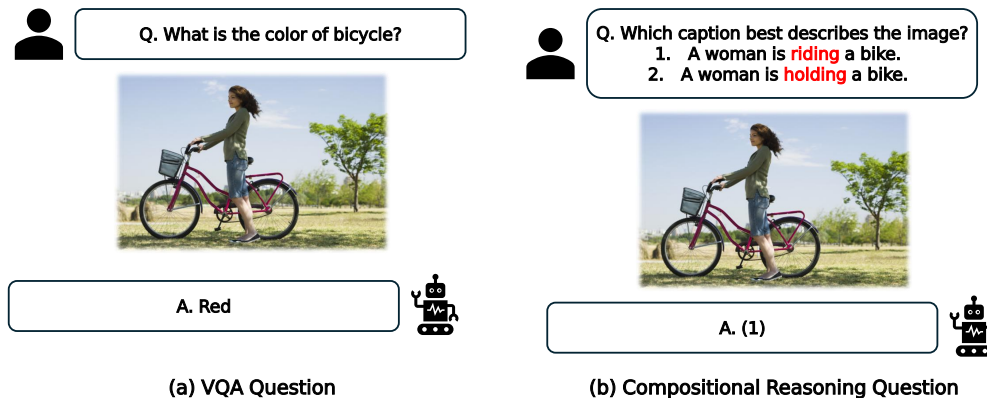 Q. What is the color of bicycle?
A. Red
(a) VQA Question
Q. Which caption best describes the image?
1. A woman is riding a bike.
2. A woman is holding a bike.
A. (1)
(b) Compositional Reasoning Question